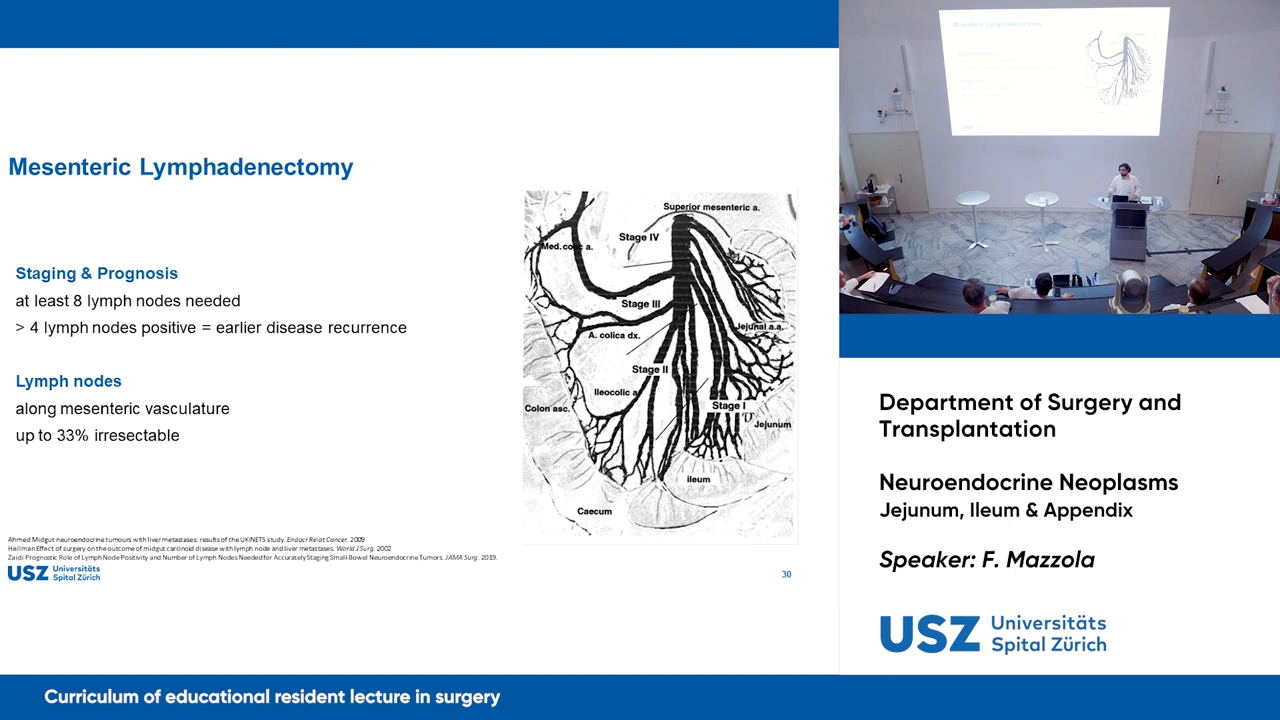 Mesenteric Lymphadenectomy
Staging & Prognosis
at least 8 lymph nodes needed
> 4 lymph nodes positive = earlier disease recurrence
Lymph nodes
along mesenteric vasculature
up to 33% irresectable
Superior mesenteric a.
Stage IV
Med. colic a.
Stage III
Jejunal a.a.
A. colica dx.
Stage II
Ileocolic a.
Stage I
Colon asc.
Jejunum
ileum
Caecum
Ahmed Midgut neuroendocrine tumours with liver metastases: results of the UKINETS study. Endocr Relat Cancer. 2009
Hellman Effect of surgery on the outcome of midgut carcinoid disease with lymph node and liver metastases. World J Surg. 2002
Zaidi Prognostic Role of Lymph Node Positivity and Number of Lymph Nodes Needed for Accurately Staging Small-Bowel Neuroendocrine Tumors. JAMA Surg. 2019.
USZ Universitäts
Spital Zürich
30
Mesenteric Lymphadenectomy
Department of Surgery and
Transplantation
Neuroendocrine Neoplasms
Jejunum, Ileum & Appendix
Speaker: F. Mazzola
USZ Universitäts
Spital Zürich
Curriculum of educational resident lecture in surgery